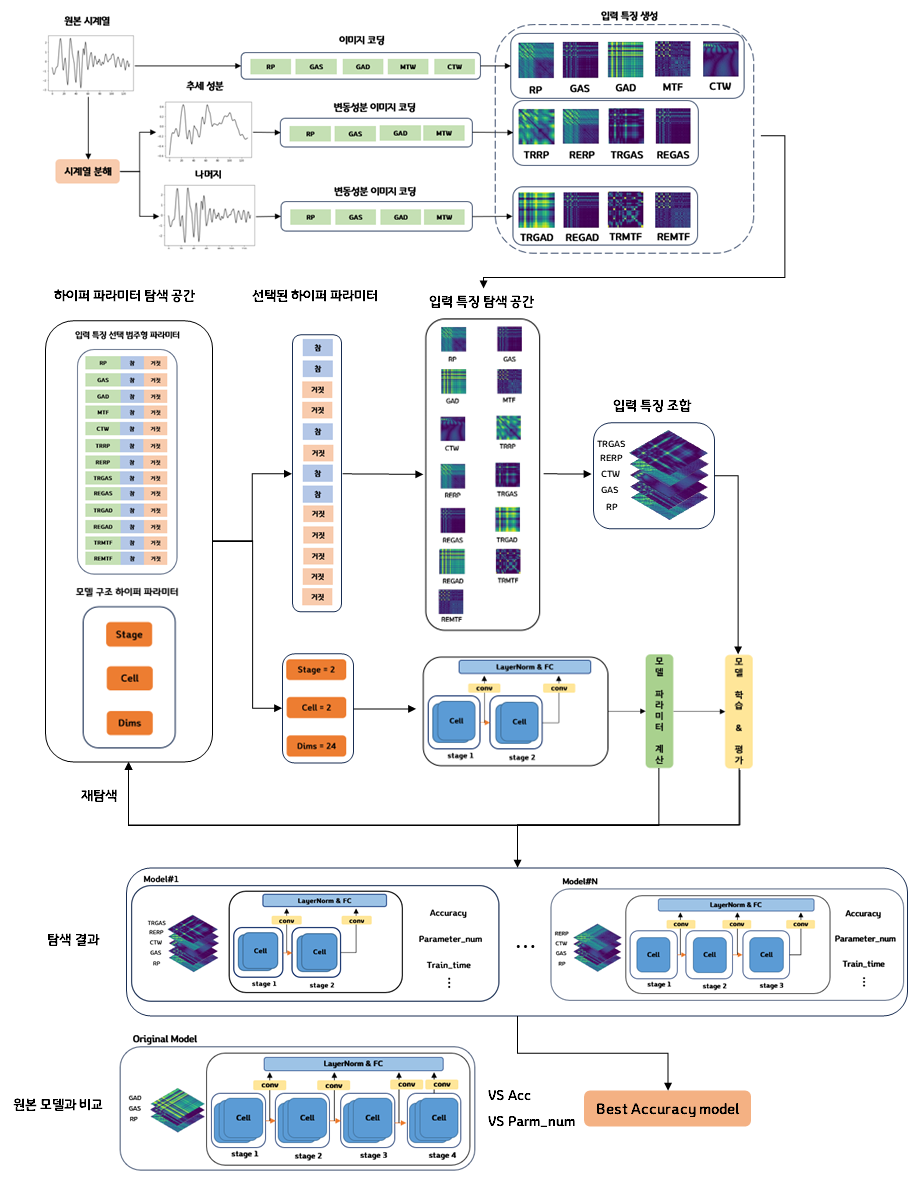 원본 시계열
이미지 코딩
RP GAS GAD MTW CTW
입력 특징 생성
RP GAS GAD MTF CTW
추세 성분
변동성분 이미지 코딩
RP GAS GAD MTW
TRRP RERP TRGAS REGAS
시계열 분해
나머지
변동성분 이미지 코딩
RP GAS GAD MTW
TRGAD REGAD TRMTF REMTF
하이퍼 파라미터 탐색 공간
입력 특징 선택 범주형 파라미터
RP 참 거짓
GAS 참 거짓
GAD 참 거짓
MTF 참 거짓
CTW 참 거짓
TRRP 참 거짓
RERP 참 거짓
TRGAS 참 거짓
REGAS 참 거짓
TRGAD 참 거짓
REGAD 참 거짓
TRMTF 참 거짓
REMTF 참 거짓
모델 구조 하이퍼 파라미터
Stage
Cell
Dims
선택된 하이퍼 파라미터
참
참
거짓
거짓
참
거짓
참
참
거짓
거짓
거짓
거짓
거짓
입력 특징 탐색 공간
RP GAS
GAD MTF
CTW TRRP
RERP TRGAS
REGAS TRGAD
REGAD TRMTF
REMTF
입력 특징 조합
TRGAS
RERP
CTW
GAS
RP
Stage = 2
Cell = 2
Dims = 24
LayerNorm & FC
conv conv
Cell Cell
stage 1 stage 2
모델 파라미터 계산
모델 학습 & 평가
재탐색
탐색 결과
Model#1
TRGAS
RERP
CTW
GAS
RP
LayerNorm & FC
conv conv
Cell Cell
stage 1 stage 2
Accuracy
Parameter_num
Train_time
⋮
...
Model#N
RERP
CTW
GAS
RP
LayerNorm & FC
conv conv conv
Cell Cell Cell
stage 1 stage 2 stage 3
Accuracy
Parameter_num
Train_time
⋮
원본 모델과 비교
Original Model
GAD
GAS
RP
LayerNorm & FC
conv conv conv conv
Cell Cell Cell Cell
stage 1 stage 2 stage 3 stage 4
VS Acc
VS Parm_num
Best Accuracy model